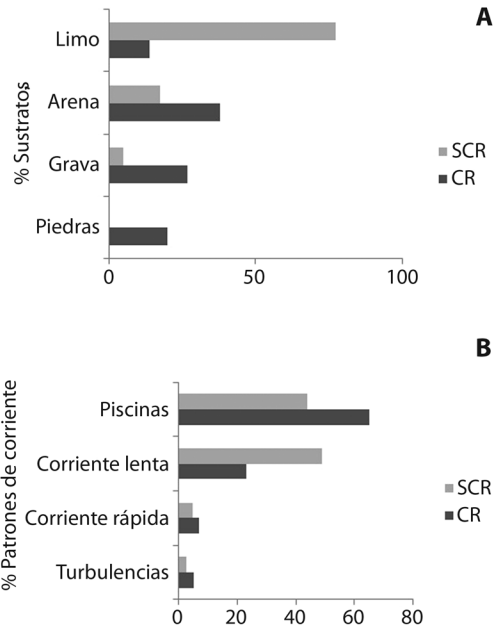 A
% Sustratos
Limo
Arena
Grava
Piedras
SCR
CR
0 50 100
B
% Patrones de corriente
Piscinas
Corriente lenta
Corriente rápida
Turbulencias
SCR
CR
0 20 40 60 80